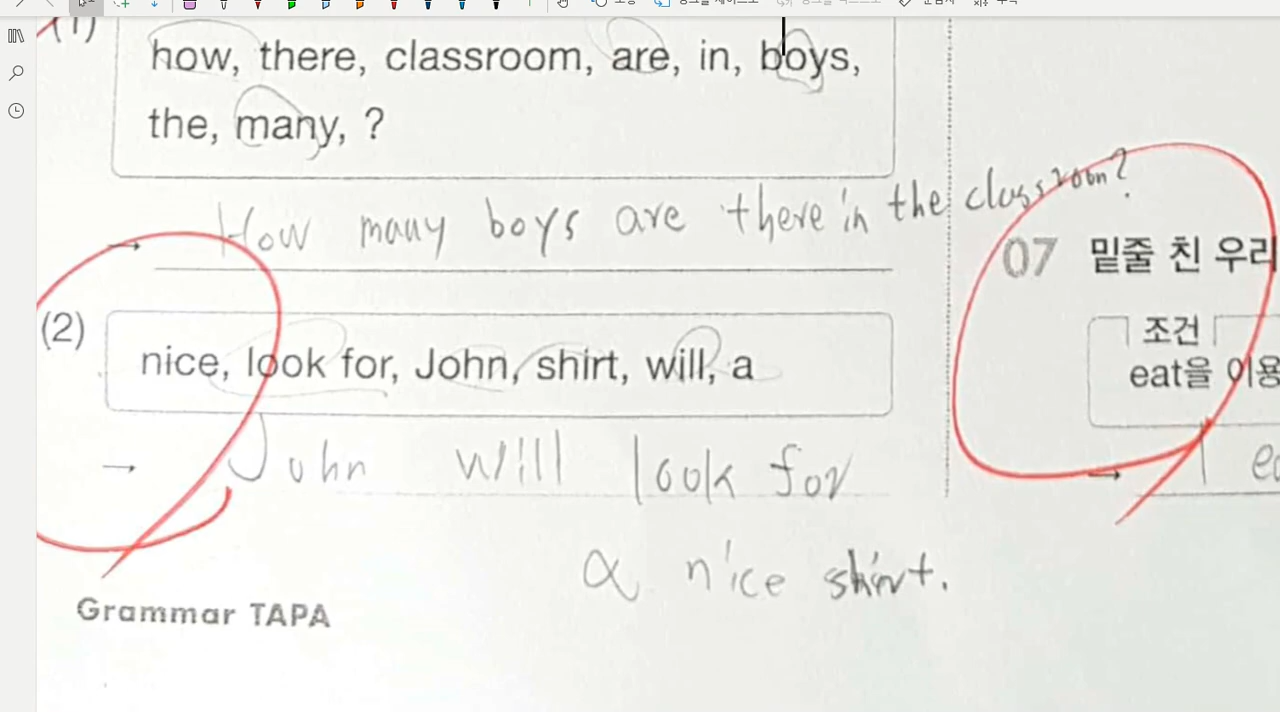 (1)
how, there, classroom, are, in, boys,
the, many, ?
→ How many boys are there in the classroom?
(2)
nice, look for, John, shirt, will, a
→ John will look for
a nice shirt.
Grammar TAPA
07 밑줄 친 우리
조건
eat을 이용
→ I